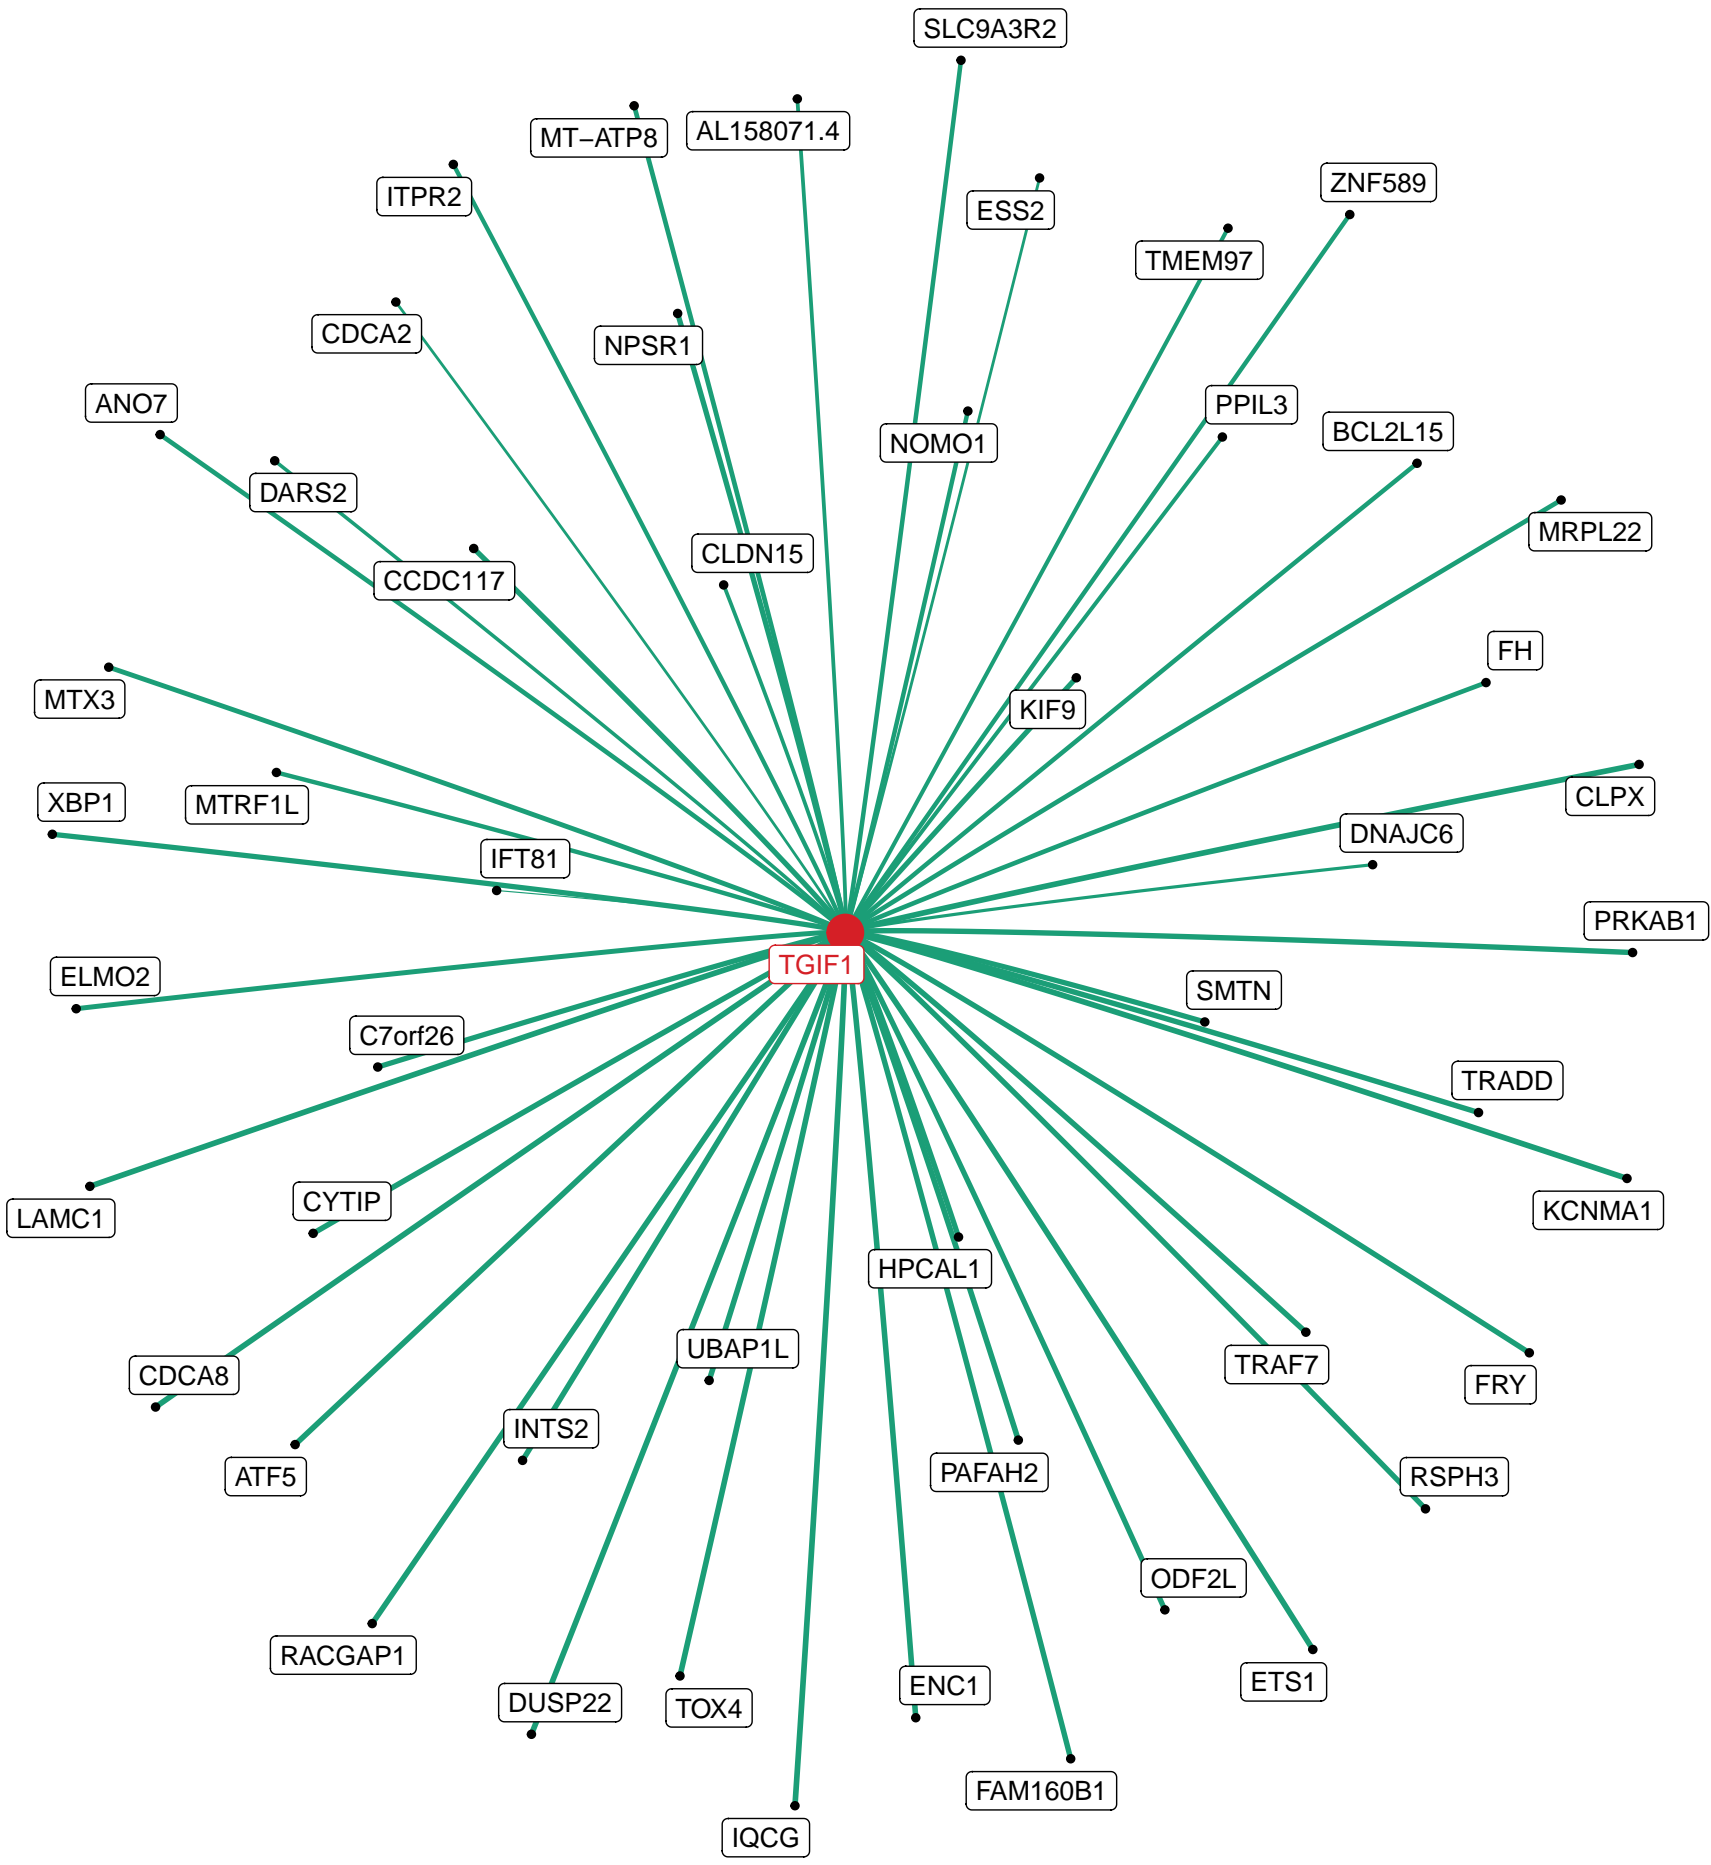 SLC9A3R2
MT−ATP8
AL158071.4
ITPR2
ESS2
ZNF589
TMEM97
CDCA2
NPSR1
ANO7
PPIL3
BCL2L15
NOMO1
DARS2
MRPL22
CLDN15
CCDC117
FH
MTX3
KIF9
XBP1
MTRF1L
CLPX
DNAJC6
IFT81
PRKAB1
TGIF1
ELMO2
SMTN
C7orf26
TRADD
CYTIP
LAMC1
KCNMA1
HPCAL1
UBAP1L
TRAF7
CDCA8
FRY
INTS2
ATF5
PAFAH2
RSPH3
ODF2L
RACGAP1
ETS1
ENC1
DUSP22
TOX4
FAM160B1
IQCG